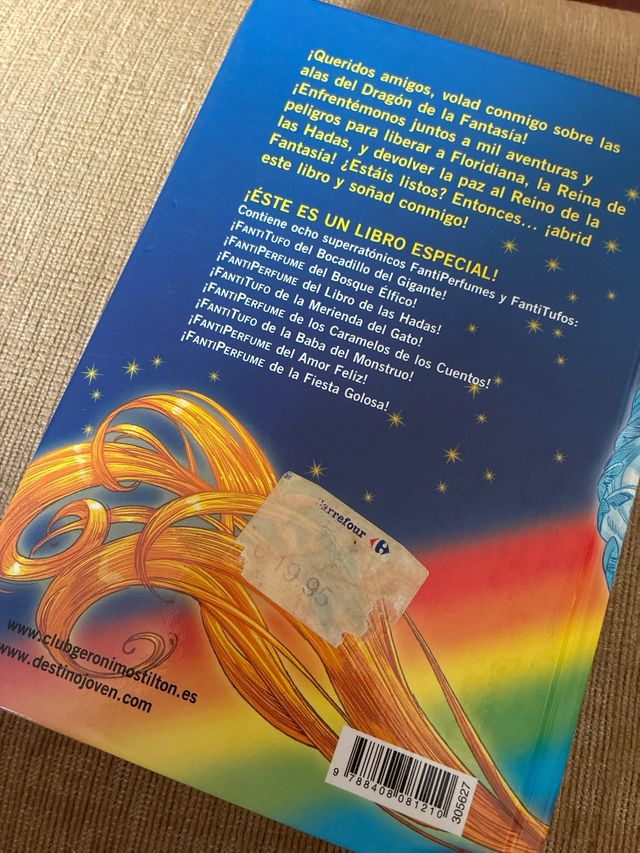 ¡Queridos amigos, volad conmigo sobre las
alas del Dragón de la Fantasía!
¡Enfrentémonos juntos a mil aventuras y
peligros para liberar a Floridiana, la Reina de
las Hadas, y devolver la paz al Reino de la
Fantasía! ¿Estáis listos? Entonces... ¡abrid
este libro y soñad conmigo!
¡ÉSTE ES UN LIBRO ESPECIAL!
Contiene ocho superratónicos FantiPerfumes y FantiTufos:
¡FANTITUFO del Bocadillo del Gigante!
¡FANTIPERFUME del Bosque Élfico!
¡FANTIPERFUME del Libro de las Hadas!
¡FANTITUFO de la Merienda del Gato!
¡FANTIPERFUME de los Caramelos de los Cuentos!
¡FANTITUFO de la Baba del Monstruo!
¡FANTIPERFUME del Amor Feliz!
¡FANTIPERFUME de la Fiesta Golosa!
Carrefour
19.95
www.clubgeronimostilton.es
www.destinojoven.com
9 788408 081210
305627